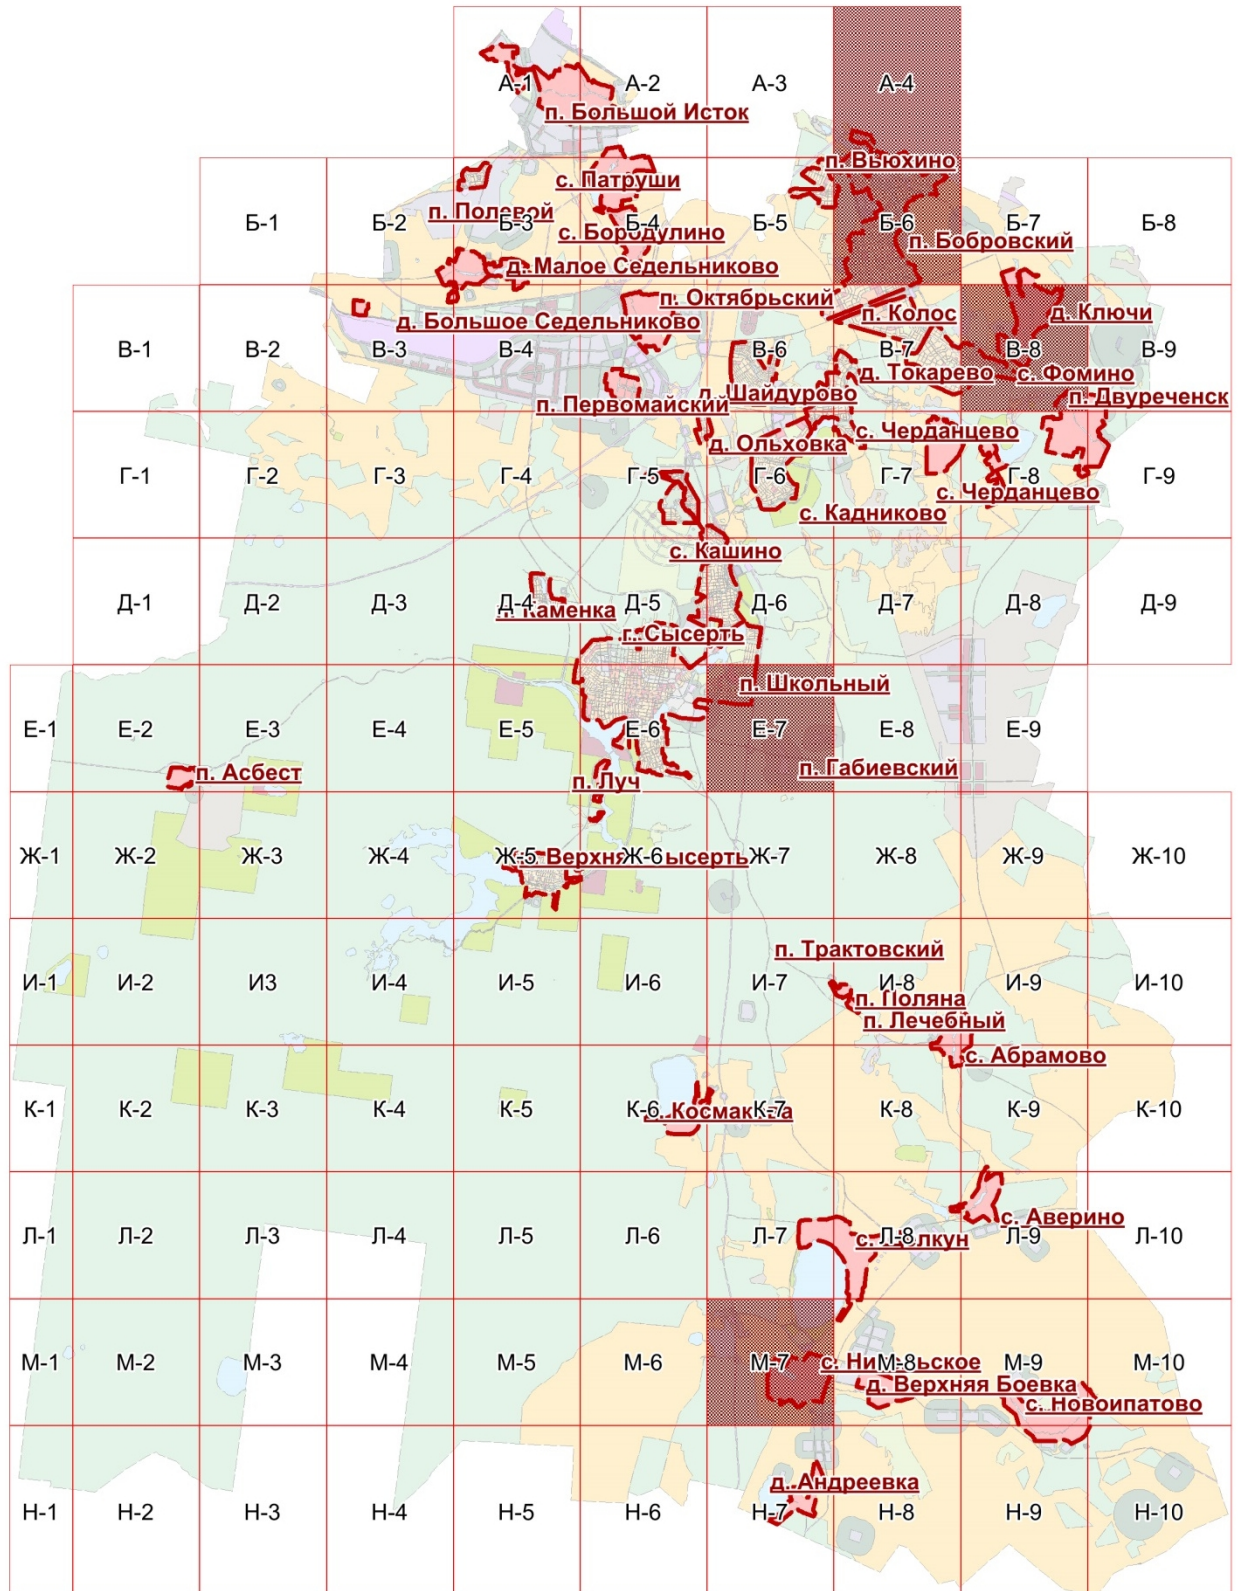 А-1 А-2 А-3 А-4
п. Большой Исток
п. Вьюхино
с. Патруши
п. Полевой
Б-1 Б-2 Б-3 Б-4 Б-5 Б-6 Б-7 Б-8
с. Бородулино
п. Бобровский
д. Малое Седельниково
п. Октябрьский
п. Колос
д. Ключи
д. Большое Седельниково
В-1 В-2 В-3 В-4 В-6 В-7 В-8 В-9
д. Токарево
с. Фомино
д. Шайдурово
п. Двуреченск
п. Первомайский
с. Черданцево
д. Ольховка
Г-1 Г-2 Г-3 Г-4 Г-5 Г-6 Г-7 Г-8 Г-9
с. Черданцево
с. Кадниково
с. Кашино
Д-1 Д-2 Д-3 Д-4 Д-5 Д-6 Д-7 Д-8 Д-9
Каменка
г. Сысерть
п. Школьный
Е-1 Е-2 Е-3 Е-4 Е-5 Е-6 Е-7 Е-8 Е-9
п. Асбест
п. Габиевский
п. Луч
Ж-1 Ж-2 Ж-3 Ж-4 Ж-5 Ж-6 Ж-7 Ж-8 Ж-9 Ж-10
п. Трактовский
И-1 И-2 И3 И-4 И-5 И-6 И-7 И-8 И-9 И-10
п. Поляна
п. Лечебный
с. Абрамово
К-1 К-2 К-3 К-4 К-5 К-6 К-7 К-8 К-9 К-10
с. Аверино
Л-1 Л-2 Л-3 Л-4 Л-5 Л-6 Л-7 Л-8 Л-9 Л-10
М-1 М-2 М-3 М-4 М-5 М-6 М-7 М-8 М-9 М-10
д. Верхняя Боевка
с. Новоипатово
д. Андреевка
Н-1 Н-2 Н-3 Н-4 Н-5 Н-6 Н-7 Н-8 Н-9 Н-10